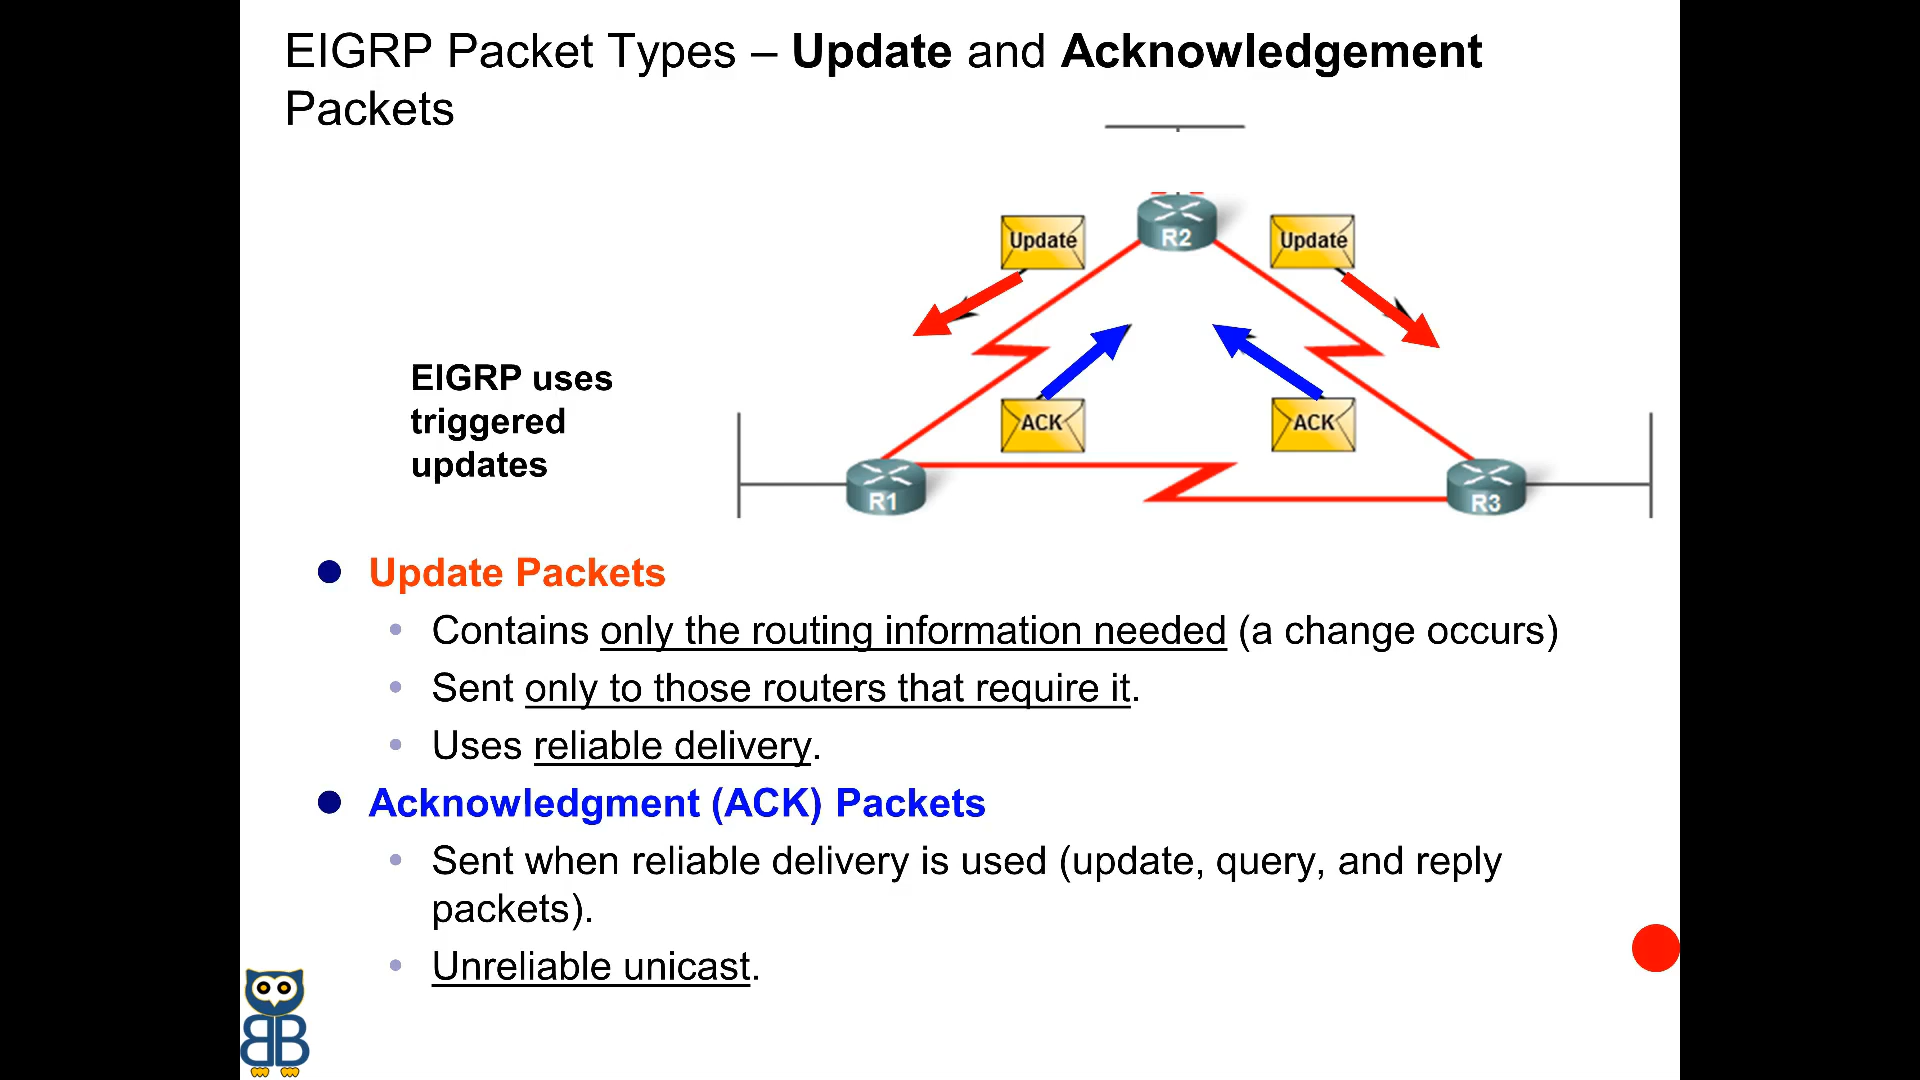 EIGRP Packet Types – Update and Acknowledgement
Packets
Update
R2
Update
EIGRP uses
triggered
updates
ACK
ACK
R1
R3
Update Packets
Contains only the routing information needed (a change occurs)
Sent only to those routers that require it.
Uses reliable delivery.
Acknowledgment (ACK) Packets
Sent when reliable delivery is used (update, query, and reply
packets).
Unreliable unicast.
BB